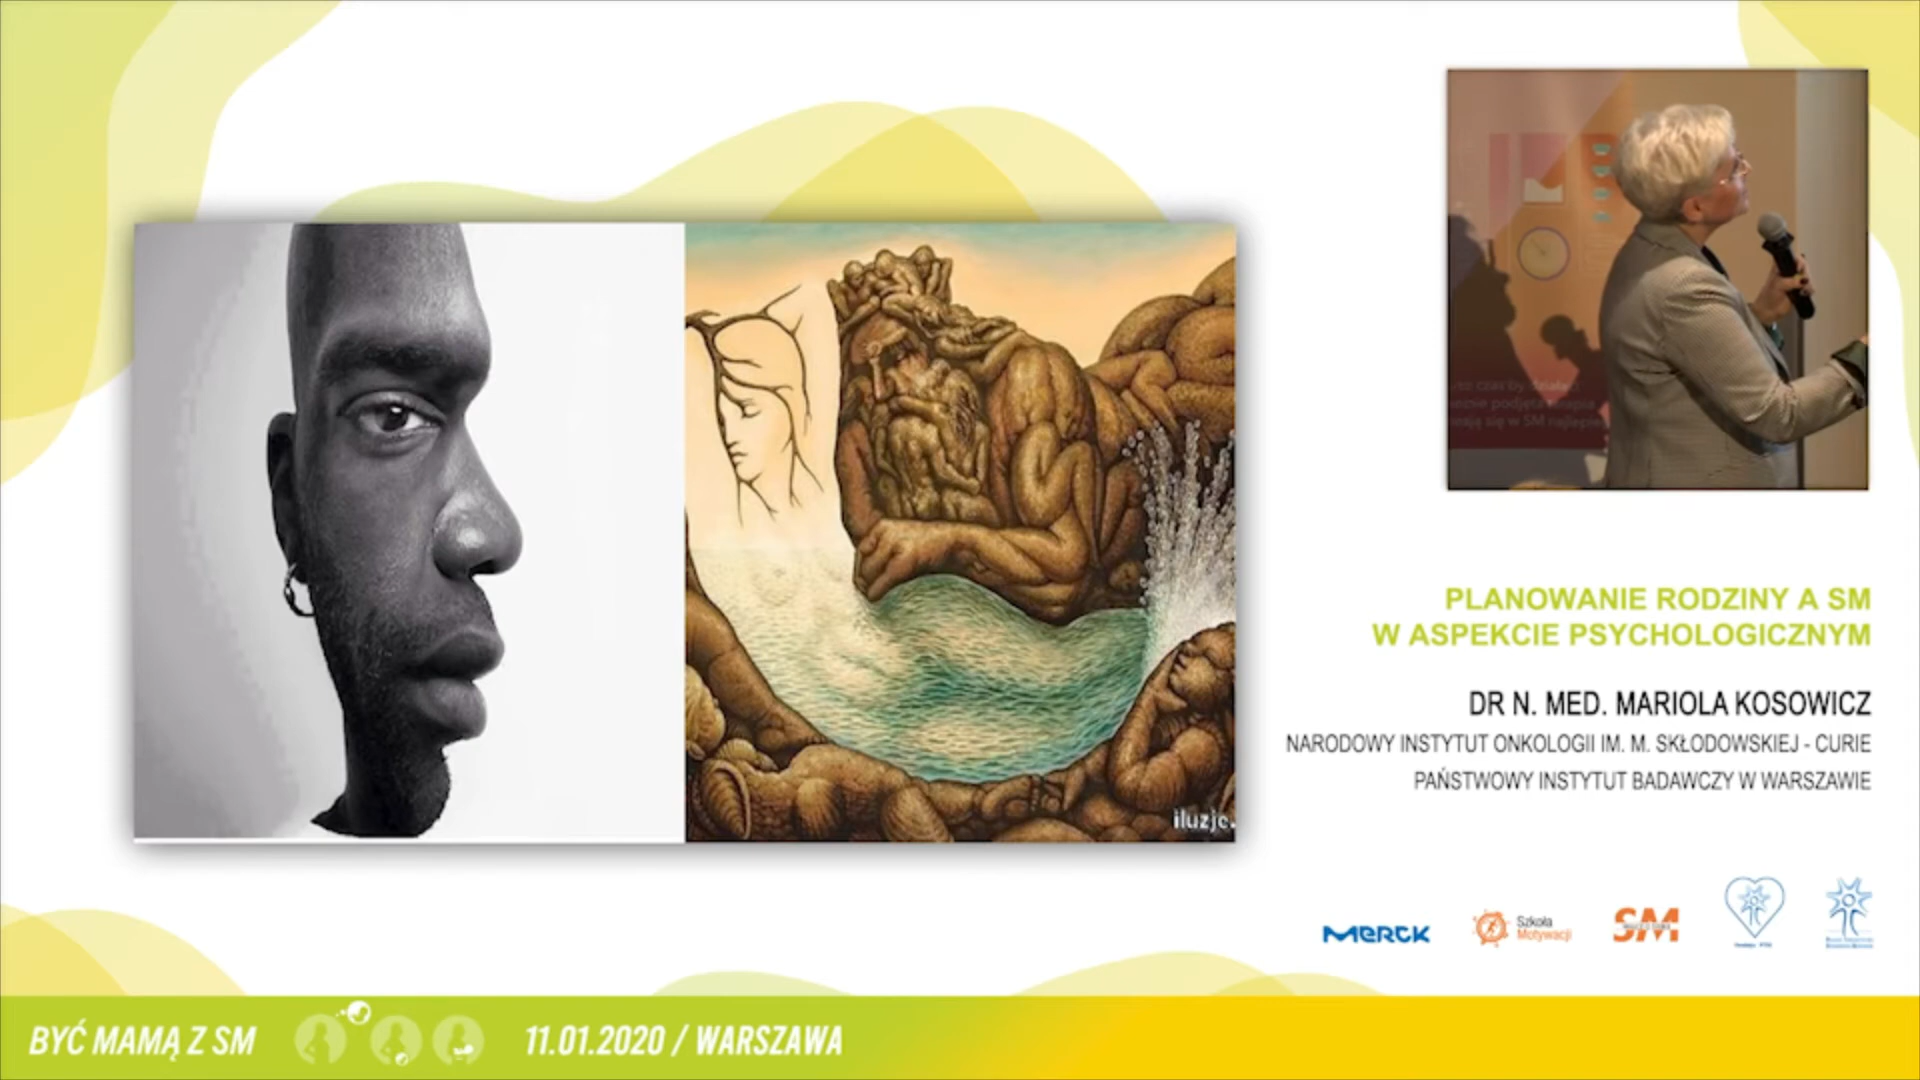 iluzje.
PLANOWANIE RODZINY A SM
W ASPEKCIE PSYCHOLOGICZNYM
DR N. MED. MARIOLA KOSOWICZ
NARODOWY INSTYTUT ONKOLOGII IM. M. SKŁODOWSKIEJ - CURIE
PAŃSTWOWY INSTYTUT BADAWCZY W WARSZAWIE
MERCK
Szkoła
Motywacji
SM
BYĆ MAMĄ Z SM
11.01.2020 / WARSZAWA